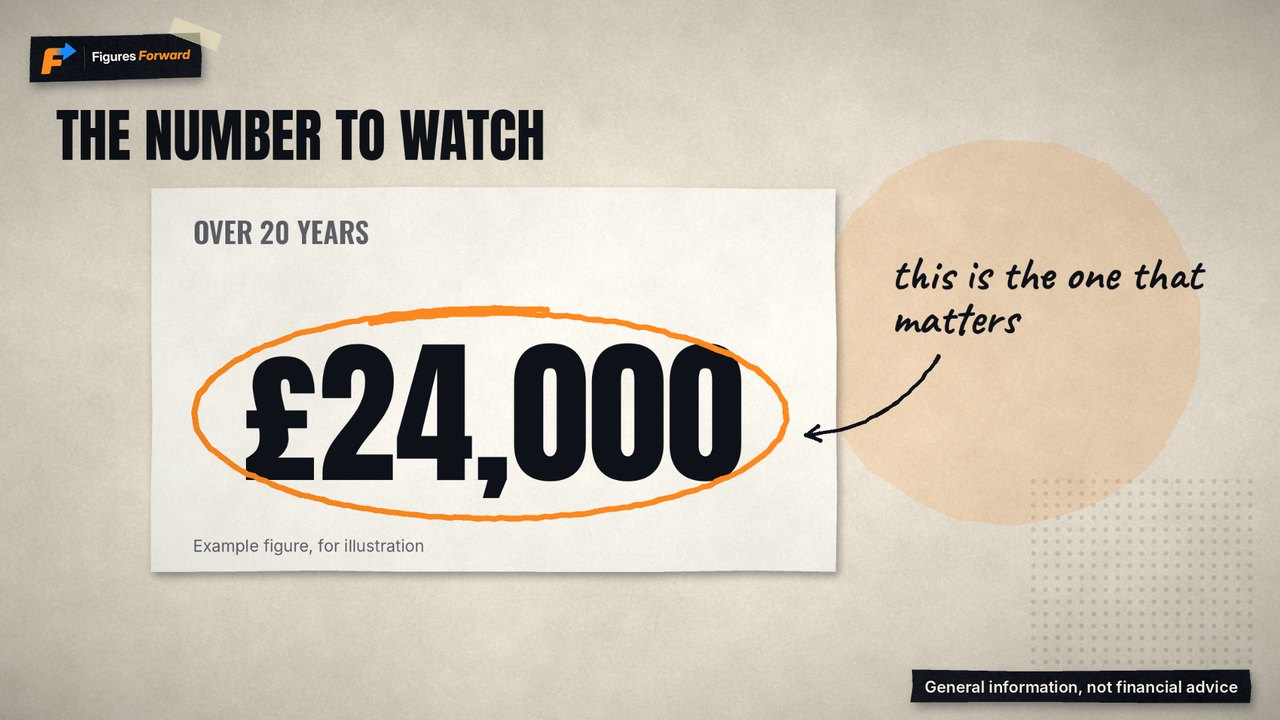 Figures Forward
THE NUMBER TO WATCH
OVER 20 YEARS
£24,000
this is the one that
matters
Example figure, for illustration
General information, not financial advice